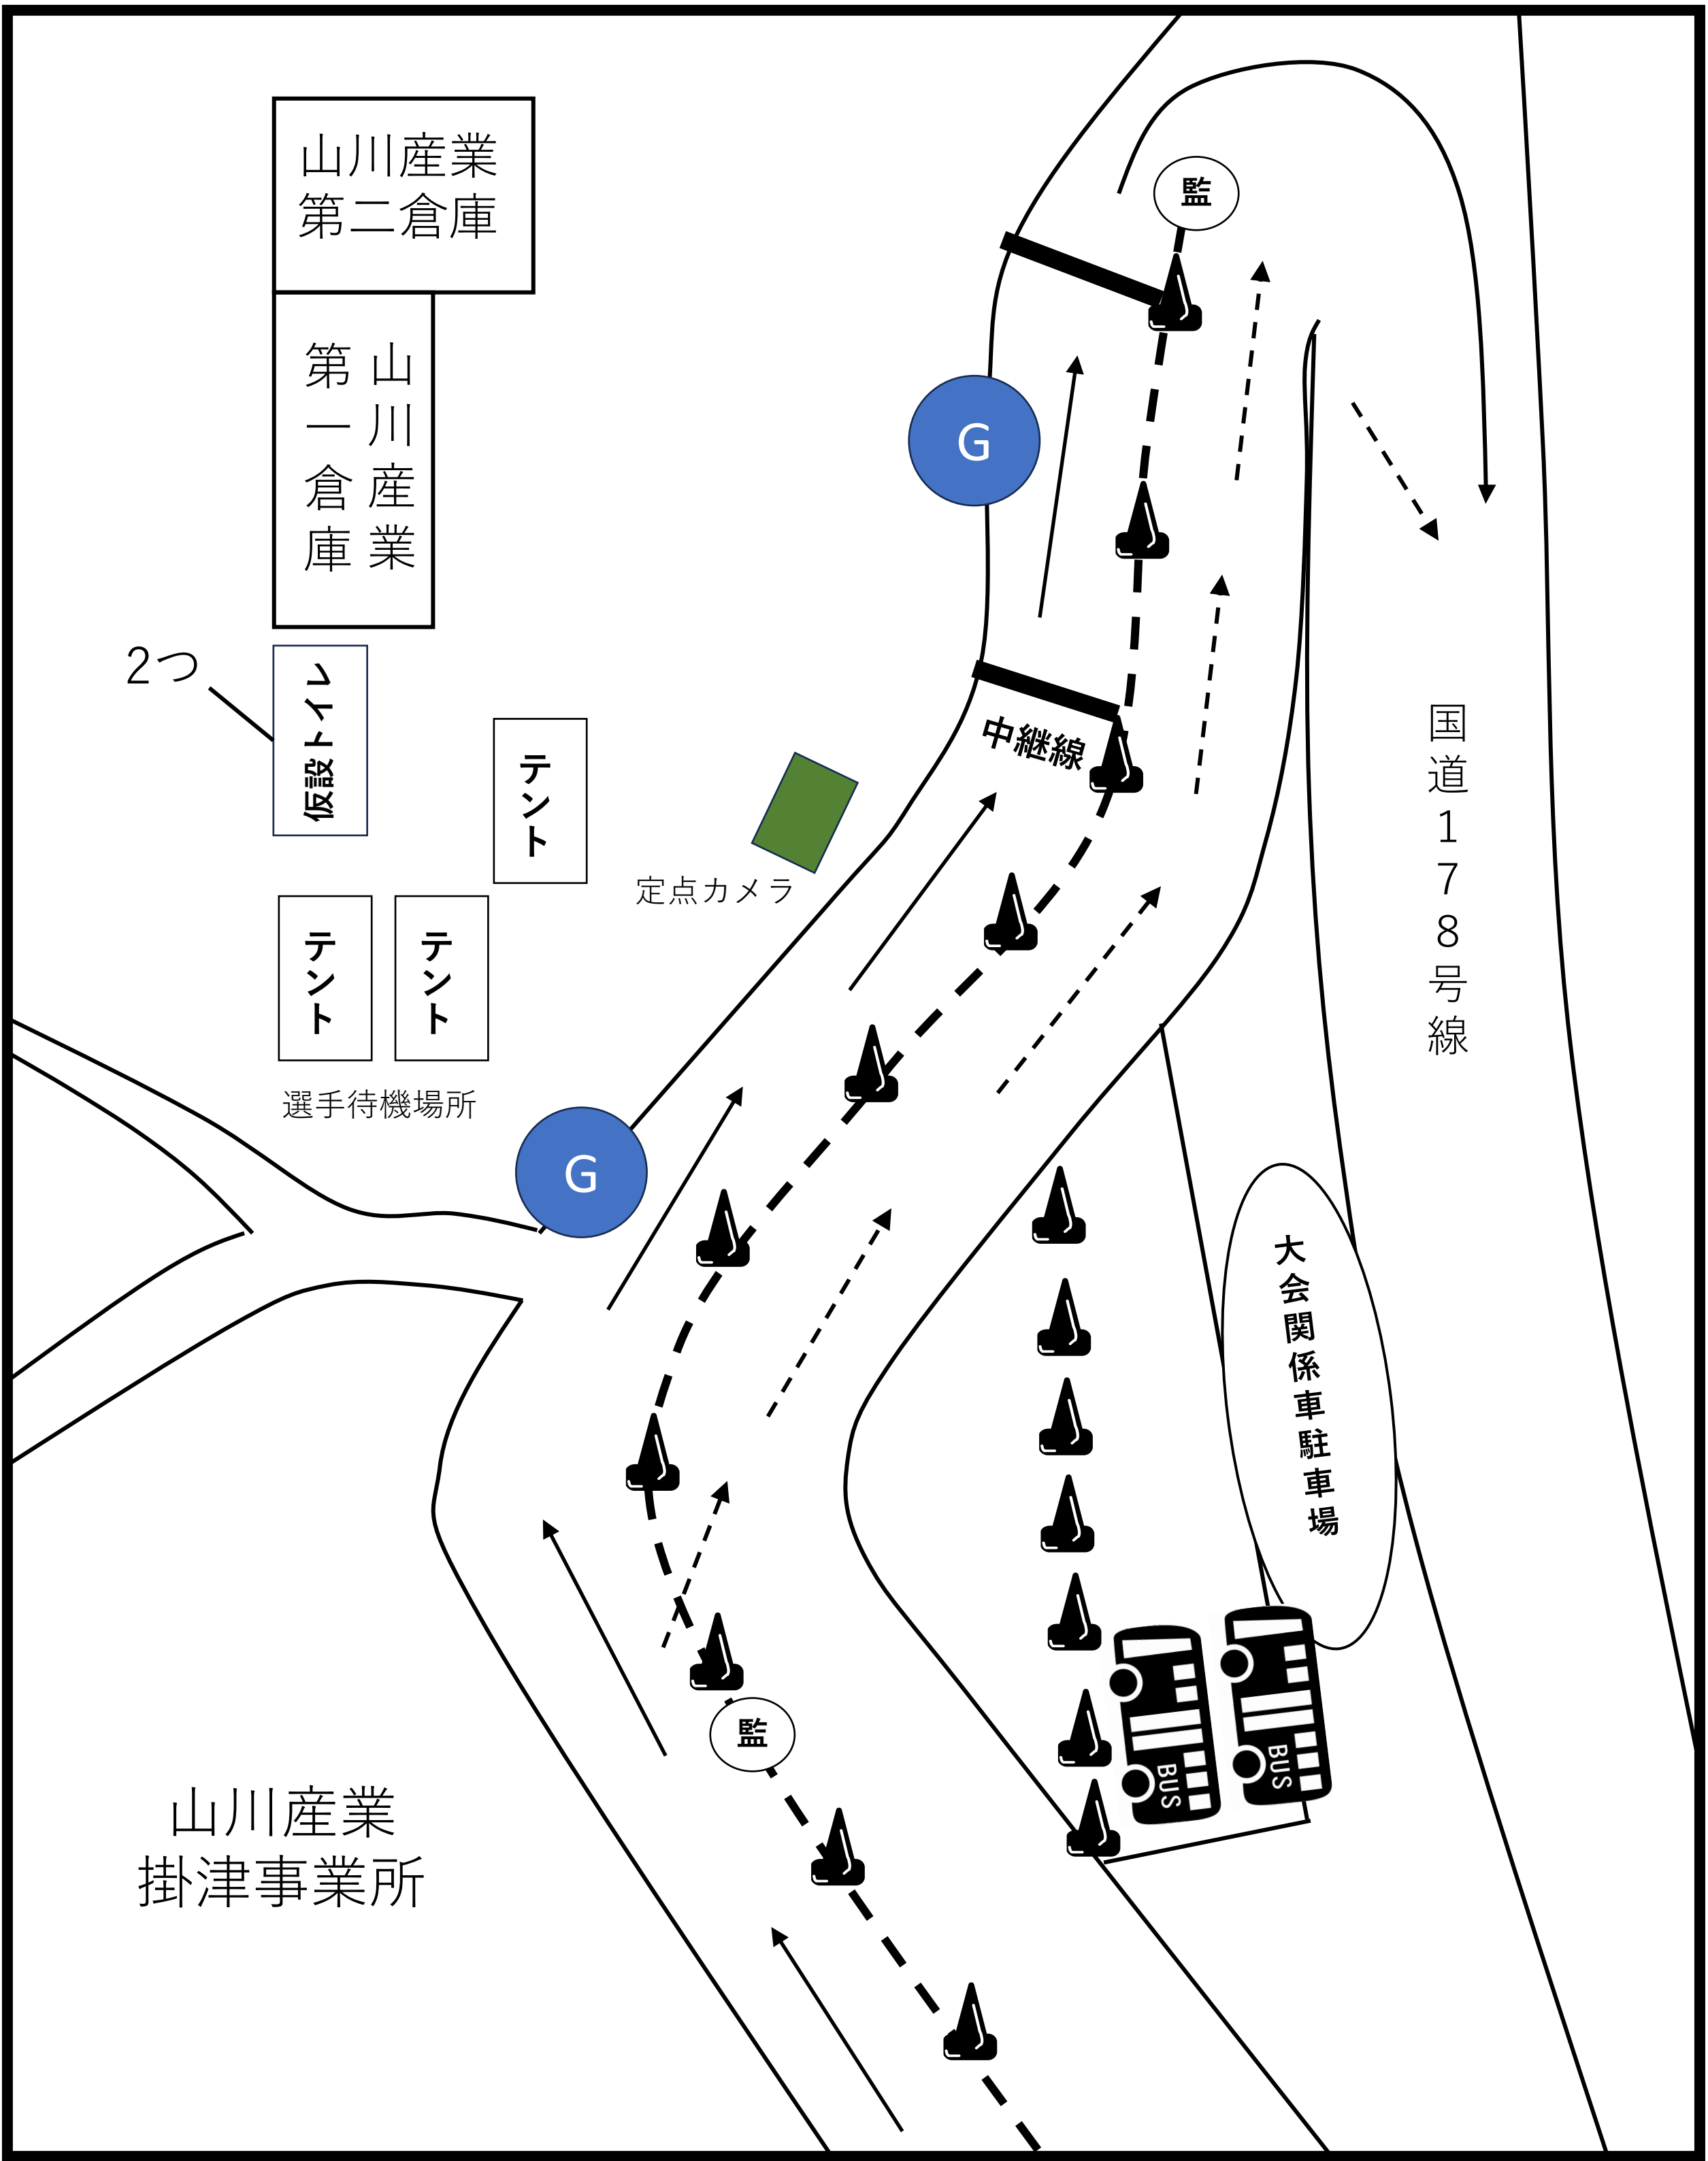 山川産業
第二倉庫
監
山川産業
第一倉庫
G
2つ
仮設トイレ
テント
中継線
国道178号線
定点カメラ
テント
テント
選手待機場所
G
大会関係車駐車場
BUS
BUS
監
山川産業
掛津事業所